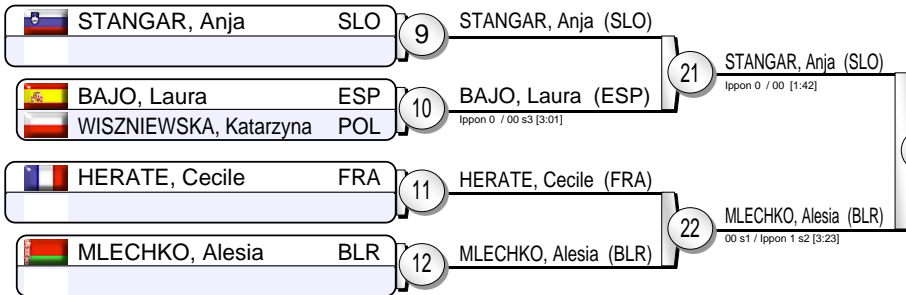 STANGAR, Anja SLO
9
STANGAR, Anja (SLO)
21
STANGAR, Anja (SLO)
Ippon 0 / 00 [1:42]
BAJO, Laura ESP
WISZNIEWSKA, Katarzyna POL
10
BAJO, Laura (ESP)
Ippon 0 / 00 s3 [3:01]
HERATE, Cecile FRA
11
HERATE, Cecile (FRA)
22
MLECHKO, Alesia (BLR)
00 s1 / Ippon 1 s2 [3:23]
MLECHKO, Alesia BLR
12
MLECHKO, Alesia (BLR)